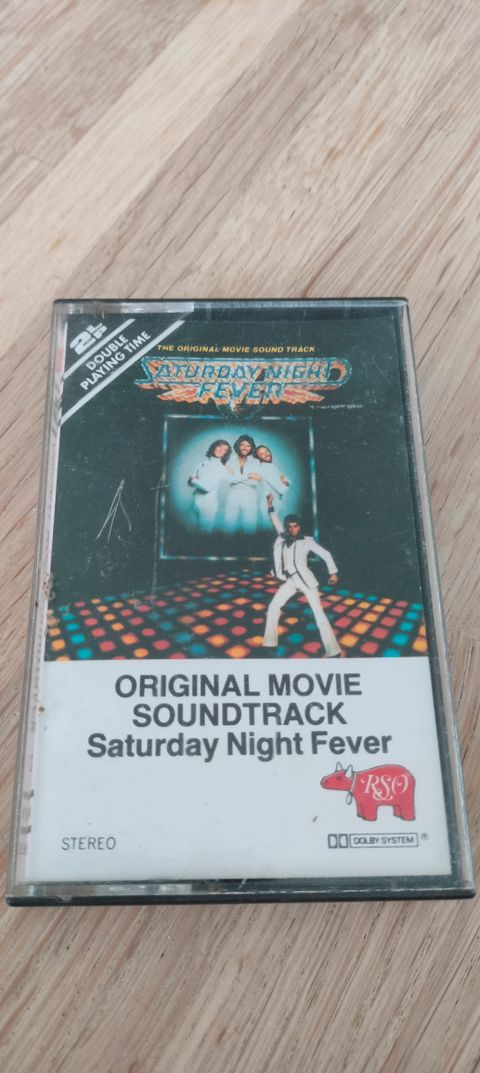 2LP
DOUBLE
PLAYING TIME
THE ORIGINAL MOVIE SOUND TRACK
SATURDAY NIGHT
FEVER
ORIGINAL MOVIE
SOUNDTRACK
Saturday Night Fever
RSO
STEREO
DOLBY SYSTEM ®